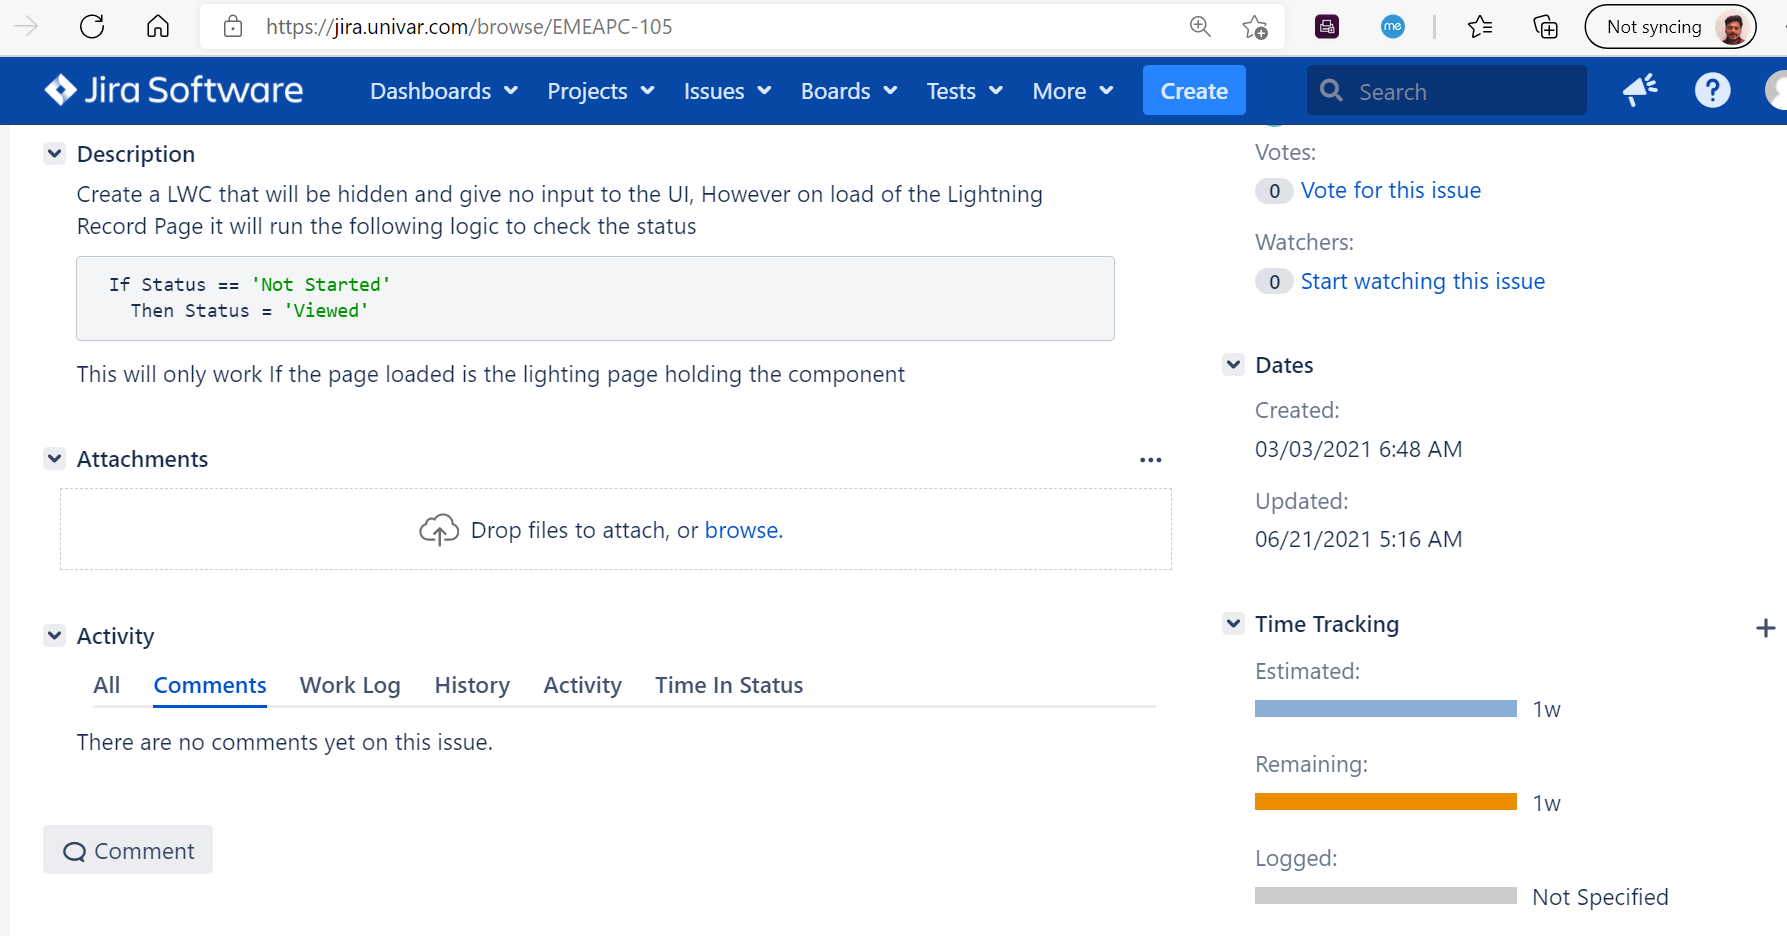 https://jira.univar.com/browse/EMEAPC-105
me
Not syncing
Jira Software
Dashboards
Projects
Issues
Boards
Tests
More
Create
Search
?
Description
Create a LWC that will be hidden and give no input to the UI, However on load of the Lightning
Record Page it will run the following logic to check the status
If Status == 'Not Started'
Then Status = 'Viewed'
This will only work If the page loaded is the lighting page holding the component
Attachments
Drop files to attach, or browse.
Activity
All
Comments
Work Log
History
Activity
Time In Status
There are no comments yet on this issue.
Comment
Votes:
0 Vote for this issue
Watchers:
0 Start watching this issue
Dates
Created:
03/03/2021 6:48 AM
Updated:
06/21/2021 5:16 AM
Time Tracking
Estimated:
1w
Remaining:
1w
Logged:
Not Specified